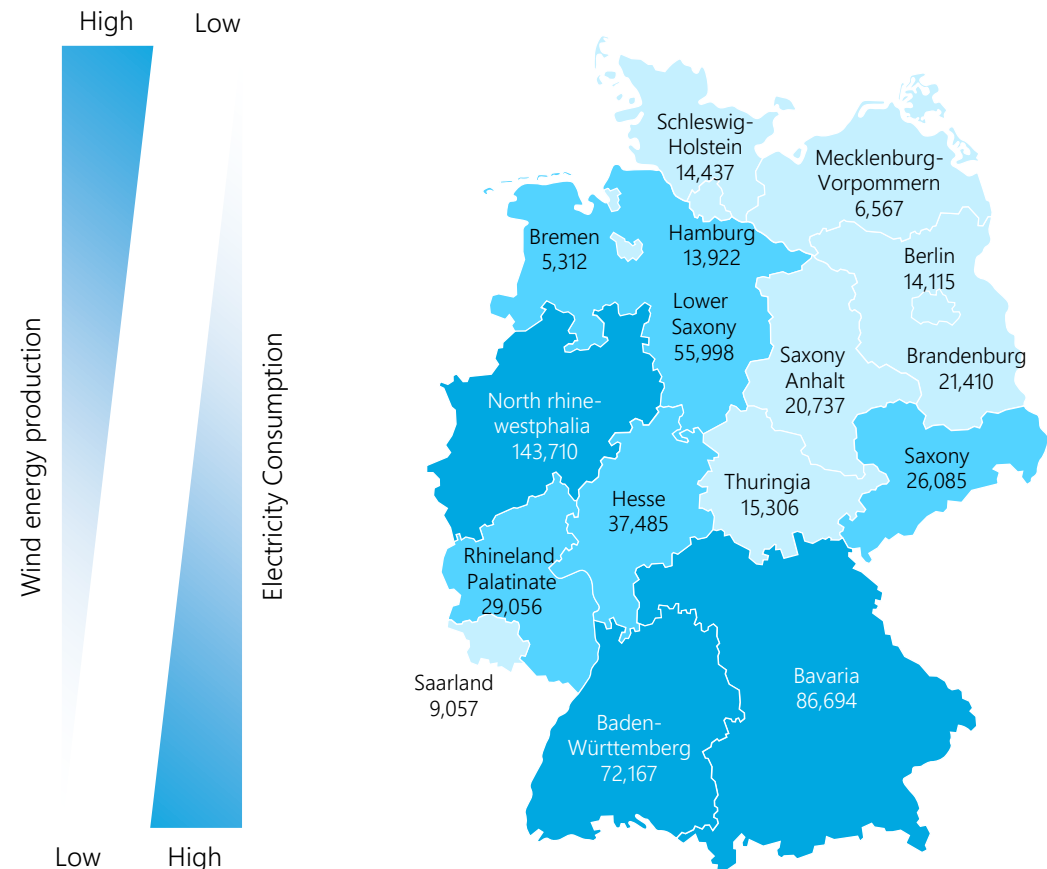 High
Low
Wind energy production
Electricity Consumption
Low
High
Schleswig-
Holstein
14,437
Mecklenburg-
Vorpommern
6,567
Bremen
5,312
Hamburg
13,922
Berlin
14,115
Lower
Saxony
55,998
Saxony
Anhalt
20,737
Brandenburg
21,410
North rhine-
westphalia
143,710
Saxony
26,085
Hesse
37,485
Thuringia
15,306
Rhineland
Palatinate
29,056
Saarland
9,057
Bavaria
86,694
Baden-
Württemberg
72,167